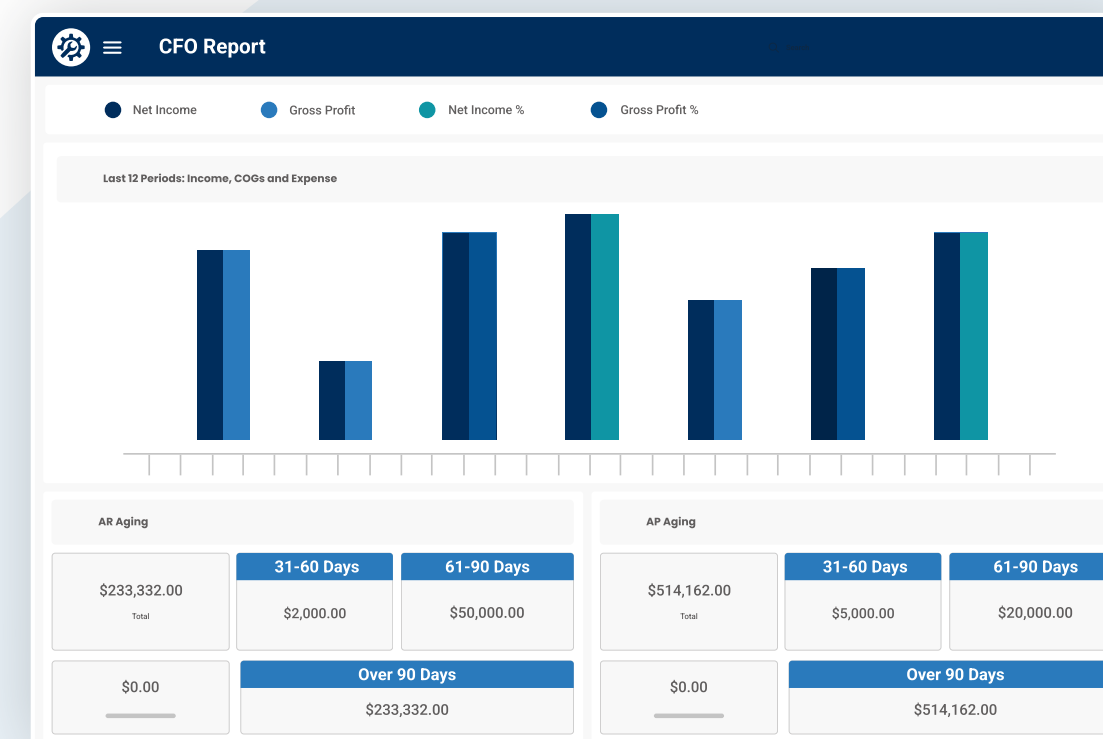 CFO Report
Net Income
Gross Profit
Net Income %
Gross Profit %
Last 12 Periods: Income, COGs and Expense
AR Aging
$233,332.00
Total
31-60 Days
$2,000.00
61-90 Days
$50,000.00
$0.00
Over 90 Days
$233,332.00
AP Aging
$514,162.00
Total
31-60 Days
$5,000.00
61-90 Days
$20,000.00
$0.00
Over 90 Days
$514,162.00